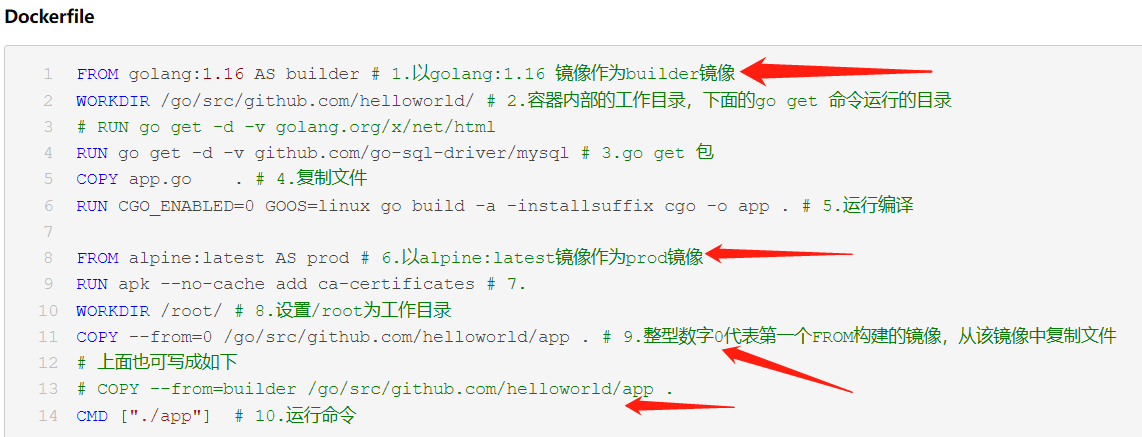 Dockerfile
1 FROM golang:1.16 AS builder # 1.以golang:1.16 镜像作为builder镜像
2 WORKDIR /go/src/github.com/helloworld/ # 2.容器内部的工作目录，下面的go get 命令运行的目录
3 # RUN go get -d -v golang.org/x/net/html
4 RUN go get -d -v github.com/go-sql-driver/mysql # 3.go get 包
5 COPY app.go    . # 4.复制文件
6 RUN CGO_ENABLED=0 GOOS=linux go build -a -installsuffix cgo -o app . # 5.运行编译
7
8 FROM alpine:latest AS prod # 6.以alpine:latest镜像作为prod镜像
9 RUN apk --no-cache add ca-certificates # 7.
10 WORKDIR /root/ # 8.设置/root为工作目录
11 COPY --from=0 /go/src/github.com/helloworld/app . # 9.整型数字0代表第一个FROM构建的镜像，从该镜像中复制文件
12 # 上面也可写成如下
13 # COPY --from=builder /go/src/github.com/helloworld/app .
14 CMD ["./app"]  # 10.运行命令